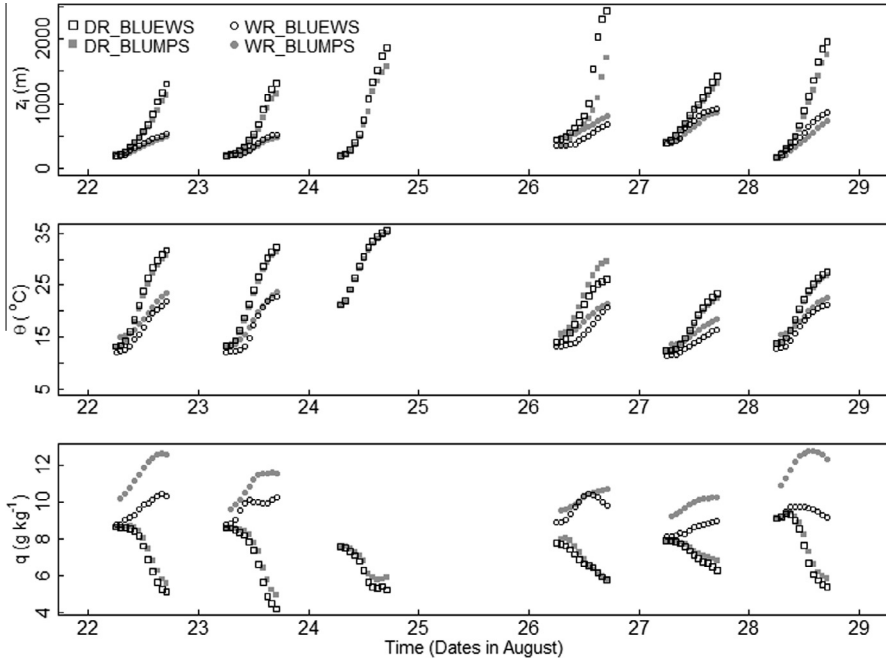 DR_BLUEWS WR_BLUEWS
DR_BLUMPS WR_BLUMPS
zi (m)
0 1000 2000
22 23 24 25 26 27 28 29
θ (°C)
5 15 25 35
22 23 24 25 26 27 28 29
q (g kg-1)
4 6 8 10 12
22 23 24 25 26 27 28 29
Time (Dates in August)